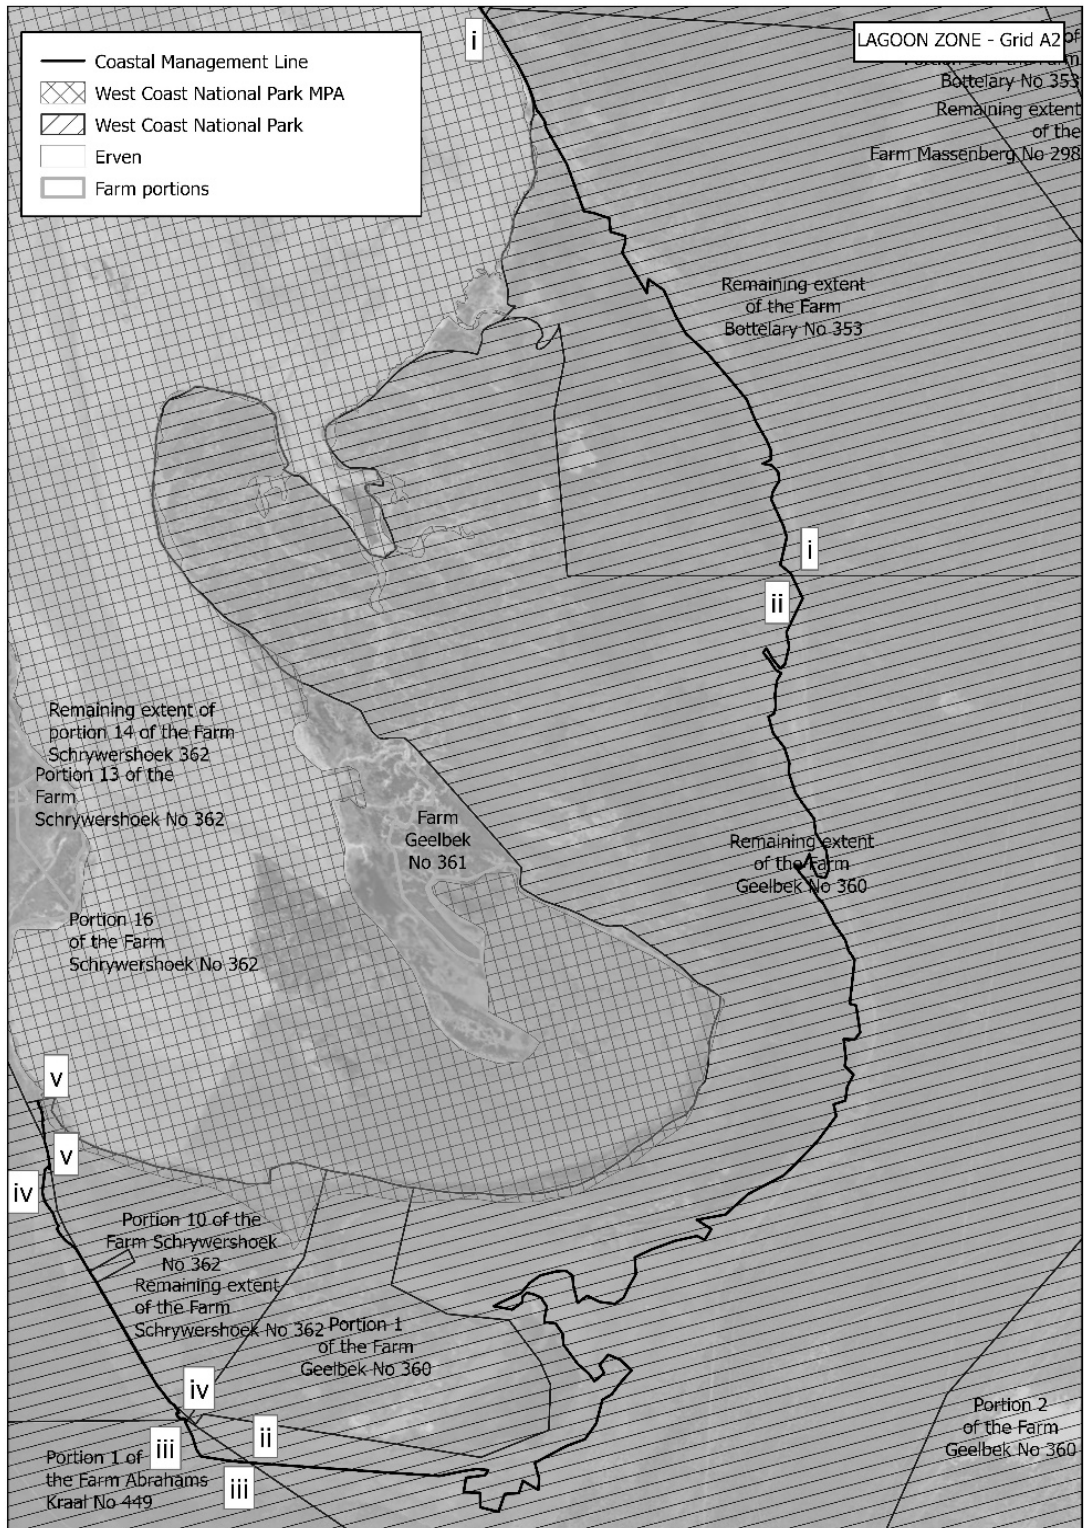 i
LAGOON ZONE - Grid A2
of
Bottelary No 353
Remaining extent
of the
Farm Massenberg No 298
Coastal Management Line
West Coast National Park MPA
West Coast National Park
Erven
Farm portions
Remaining extent
of the Farm
Bottelary No 353
i
ii
Remaining extent of
portion 14 of the Farm
Schrywershoek 362
Portion 13 of the
Farm
Schrywershoek No 362
Farm
Geelbek
No 361
Remaining extent
of the Farm
Geelbek No 360
Portion 16
of the Farm
Schrywershoek No 362
v
v
iv
Portion 10 of the
Farm Schrywershoek
No 362
Remaining extent
of the Farm
Schrywershoek No 362
Portion 1
of the Farm
Geelbek No 360
iv
iii
ii
iii
Portion 1 of
the Farm Abrahams
Kraal No 449
Portion 2
of the Farm
Geelbek No 360